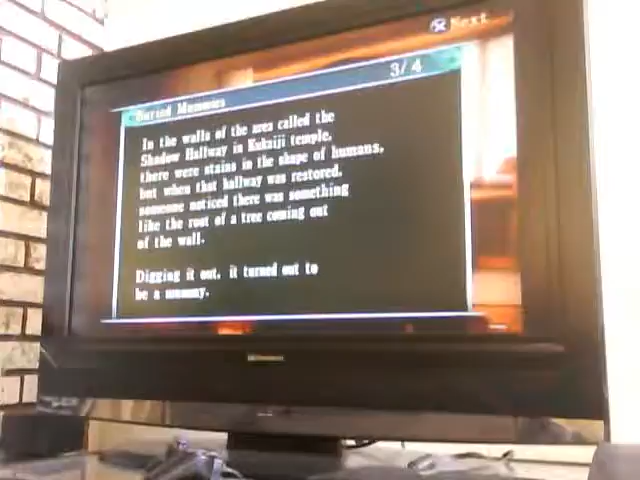 Next
3/4
Buried Memories
In the walls of the area called the
Shadow Hallway in Kukaiji temple,
there were stains in the shape of humans,
but when that hallway was restored,
someone noticed there was something
like the root of a tree coming out
of the wall.
Digging it out, it turned out to
be a mummy.